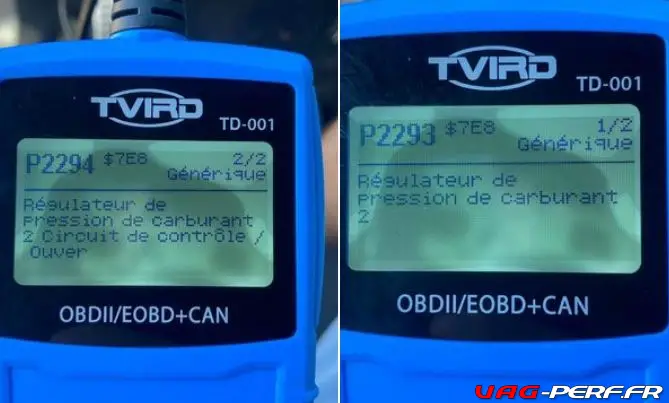 TVIRD
TD-001
P2294 $7E8 2/2
Générique
Régulateur de
pression de carburant
2 Circuit de contrôle /
Ouver
OBDII/EOBD+CAN
TVIRD
TD-001
P2293 $7E8 1/2
Générique
Régulateur de
pression de carburant
2
OBDII/EOBD+CAN
VAG-PERF.FR